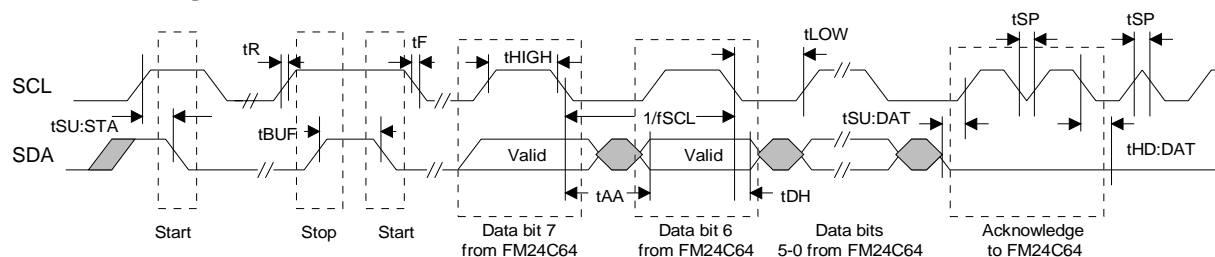 tSP
tSP
tR
tF
tHIGH
tLOW
SCL
tSU:STA
tBUF
1/fSCL
tSU:DAT
SDA
Valid
Valid
tHD:DAT
tAA
tDH
Start
Stop
Start
Data bit 7
from FM24C64
Data bit 6
from FM24C64
Data bits
5-0 from FM24C64
Acknowledge
to FM24C64